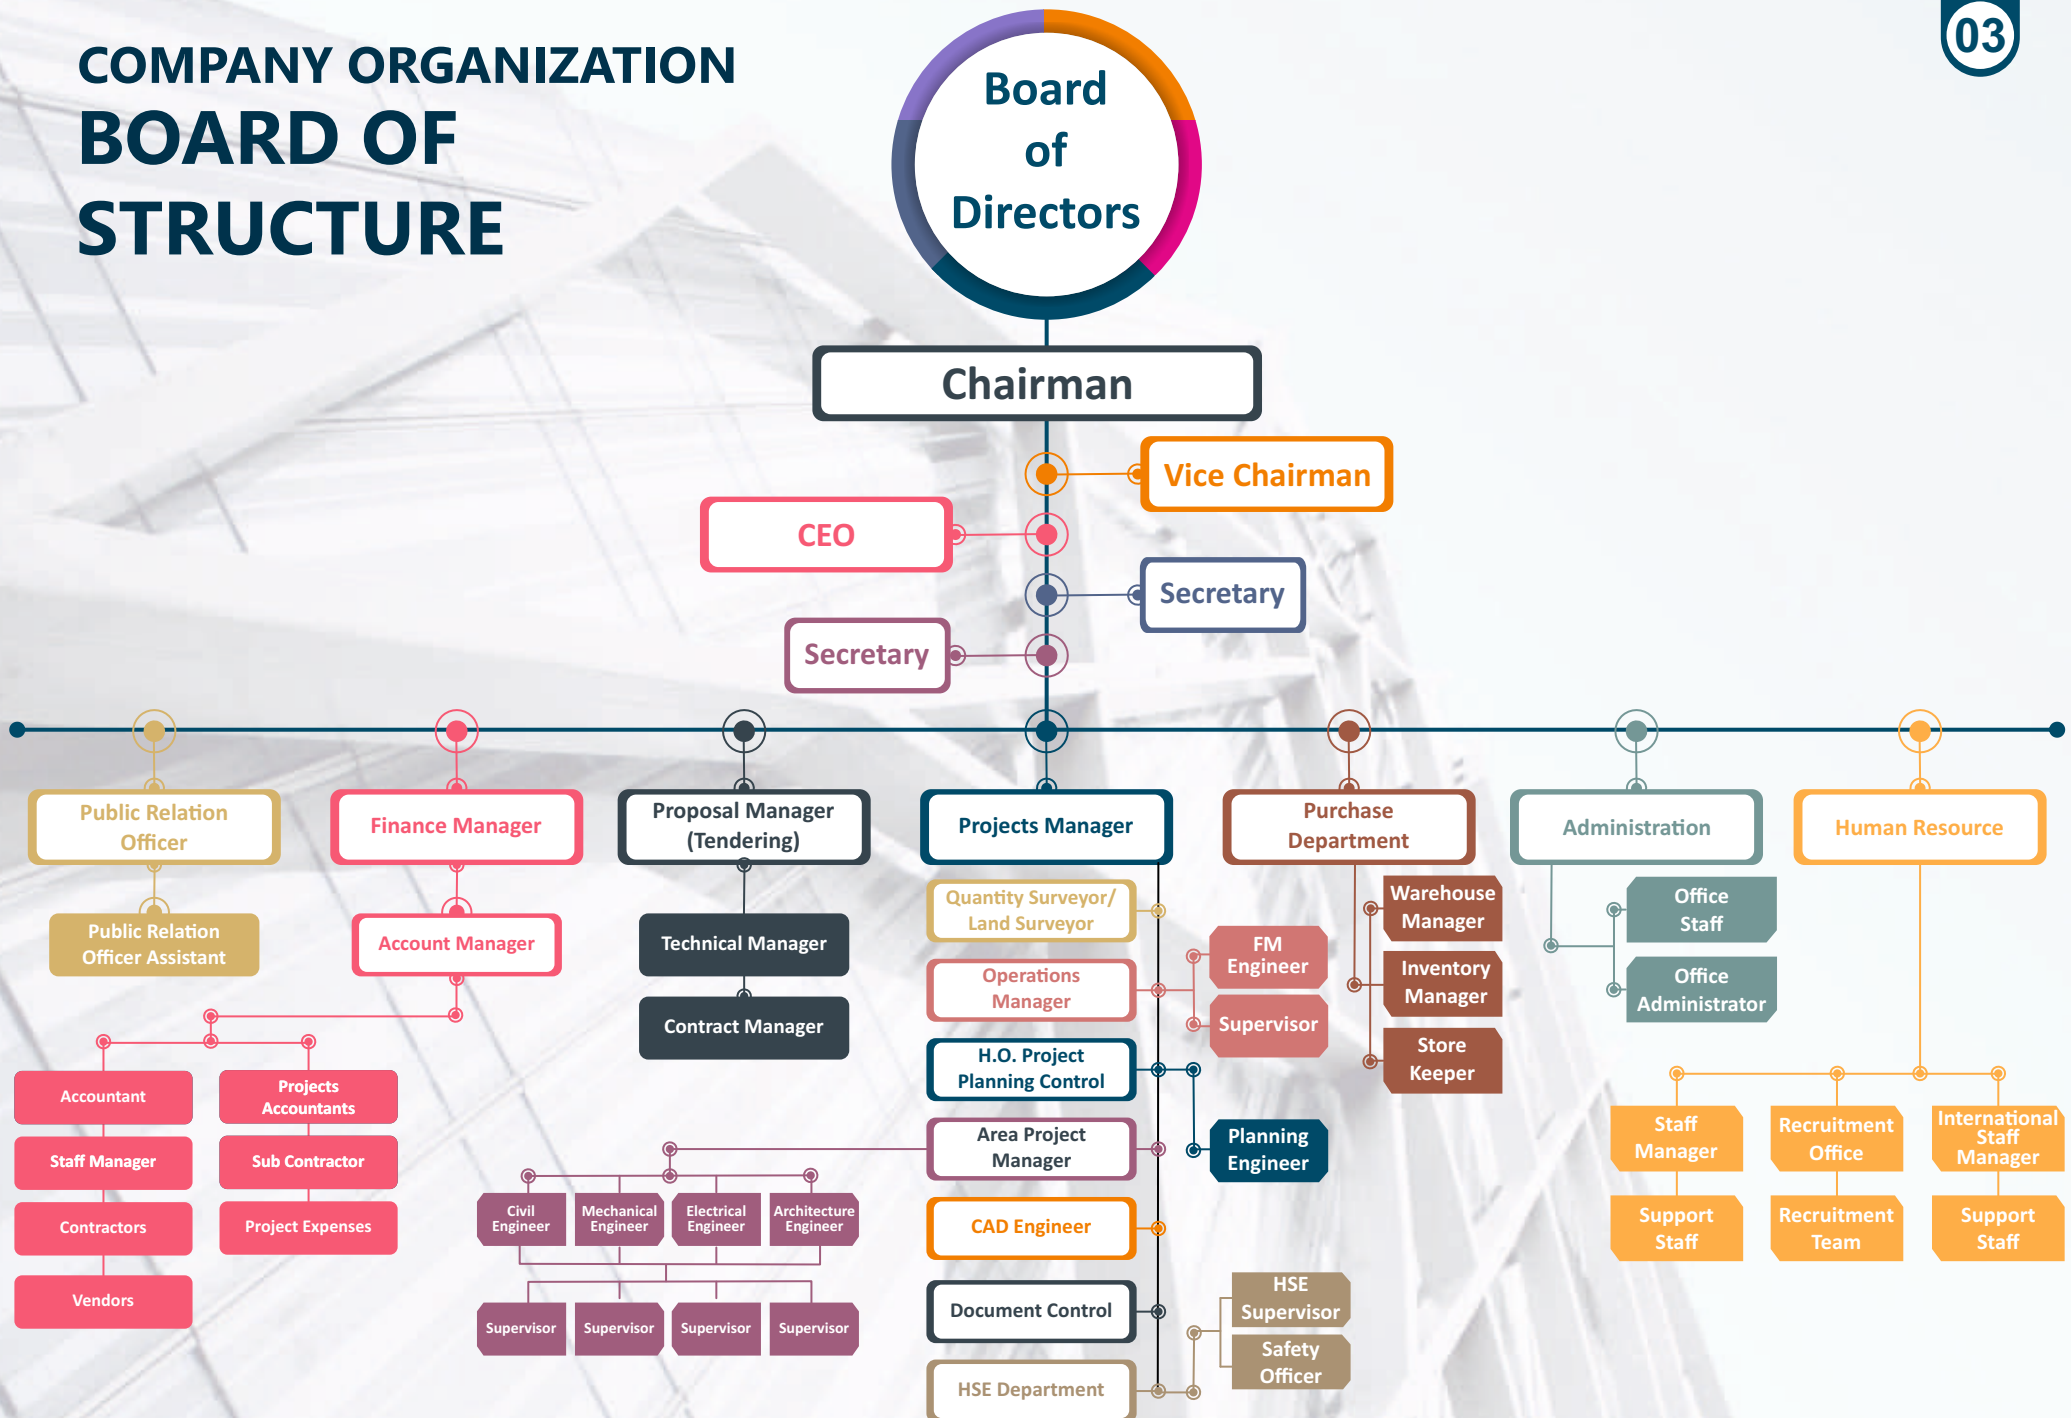 03
COMPANY ORGANIZATION
BOARD OF
STRUCTURE
Board
of
Directors
Chairman
Vice Chairman
CEO
Secretary
Secretary
Public Relation
Officer
Finance Manager
Proposal Manager
(Tendering)
Projects Manager
Purchase
Department
Administration
Human Resource
Public Relation
Officer Assistant
Account Manager
Accountant
Staff Manager
Contractors
Vendors
Projects
Accountants
Sub Contractor
Project Expenses
Technical Manager
Contract Manager
Quantity Surveyor/
Land Surveyor
Operations
Manager
FM
Engineer
Supervisor
H.O. Project
Planning Control
Planning
Engineer
Area Project
Manager
Civil
Engineer
Mechanical
Engineer
Electrical
Engineer
Architecture
Engineer
Supervisor
Supervisor
Supervisor
Supervisor
CAD Engineer
Document Control
HSE Department
HSE
Supervisor
Safety
Officer
Warehouse
Manager
Inventory
Manager
Store
Keeper
Office
Staff
Office
Administrator
Staff
Manager
Support
Staff
Recruitment
Office
Recruitment
Team
International
Staff
Manager
Support
Staff